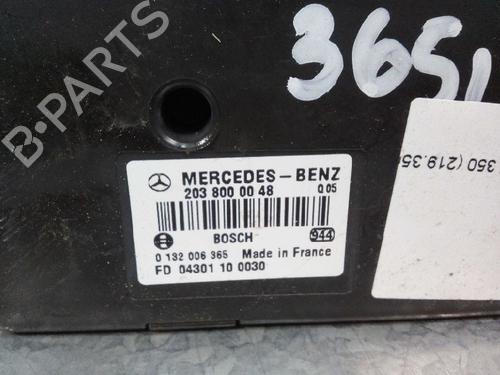 B-PARTS
3651
350 (219.35
MERCEDES-BENZ
203 800 00 48 Q05
BOSCH 944
0 132 006 365 Made in France
FD 04301 10 0030